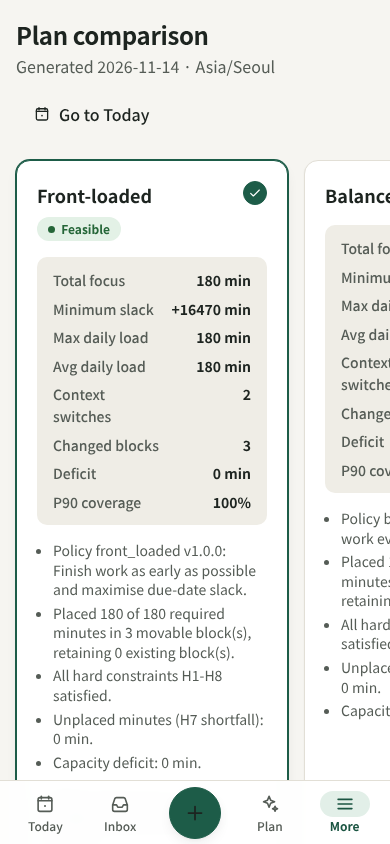 Plan comparison
Generated 2026-11-14 · Asia/Seoul
Go to Today
Front-loaded
Feasible
Total focus 180 min
Minimum slack +16470 min
Max daily load 180 min
Avg daily load 180 min
Context 2
switches
Changed blocks 3
Deficit 0 min
P90 coverage 100%
• Policy front_loaded v1.0.0:
Finish work as early as possible
and maximise due-date slack.
• Placed 180 of 180 required
minutes in 3 movable block(s),
retaining 0 existing block(s).
• All hard constraints H1-H8
satisfied.
• Unplaced minutes (H7 shortfall):
0 min.
• Capacity deficit: 0 min.
Balance
Total fo
Minimu
Max dai
Avg dai
Context
switche
Change
Deficit
P90 cov
• Policy b
work ev
• Placed
minutes
retainin
• All hard
satisfie
• Unplace
0 min.
• Capacit
Today
Inbox
Plan
More